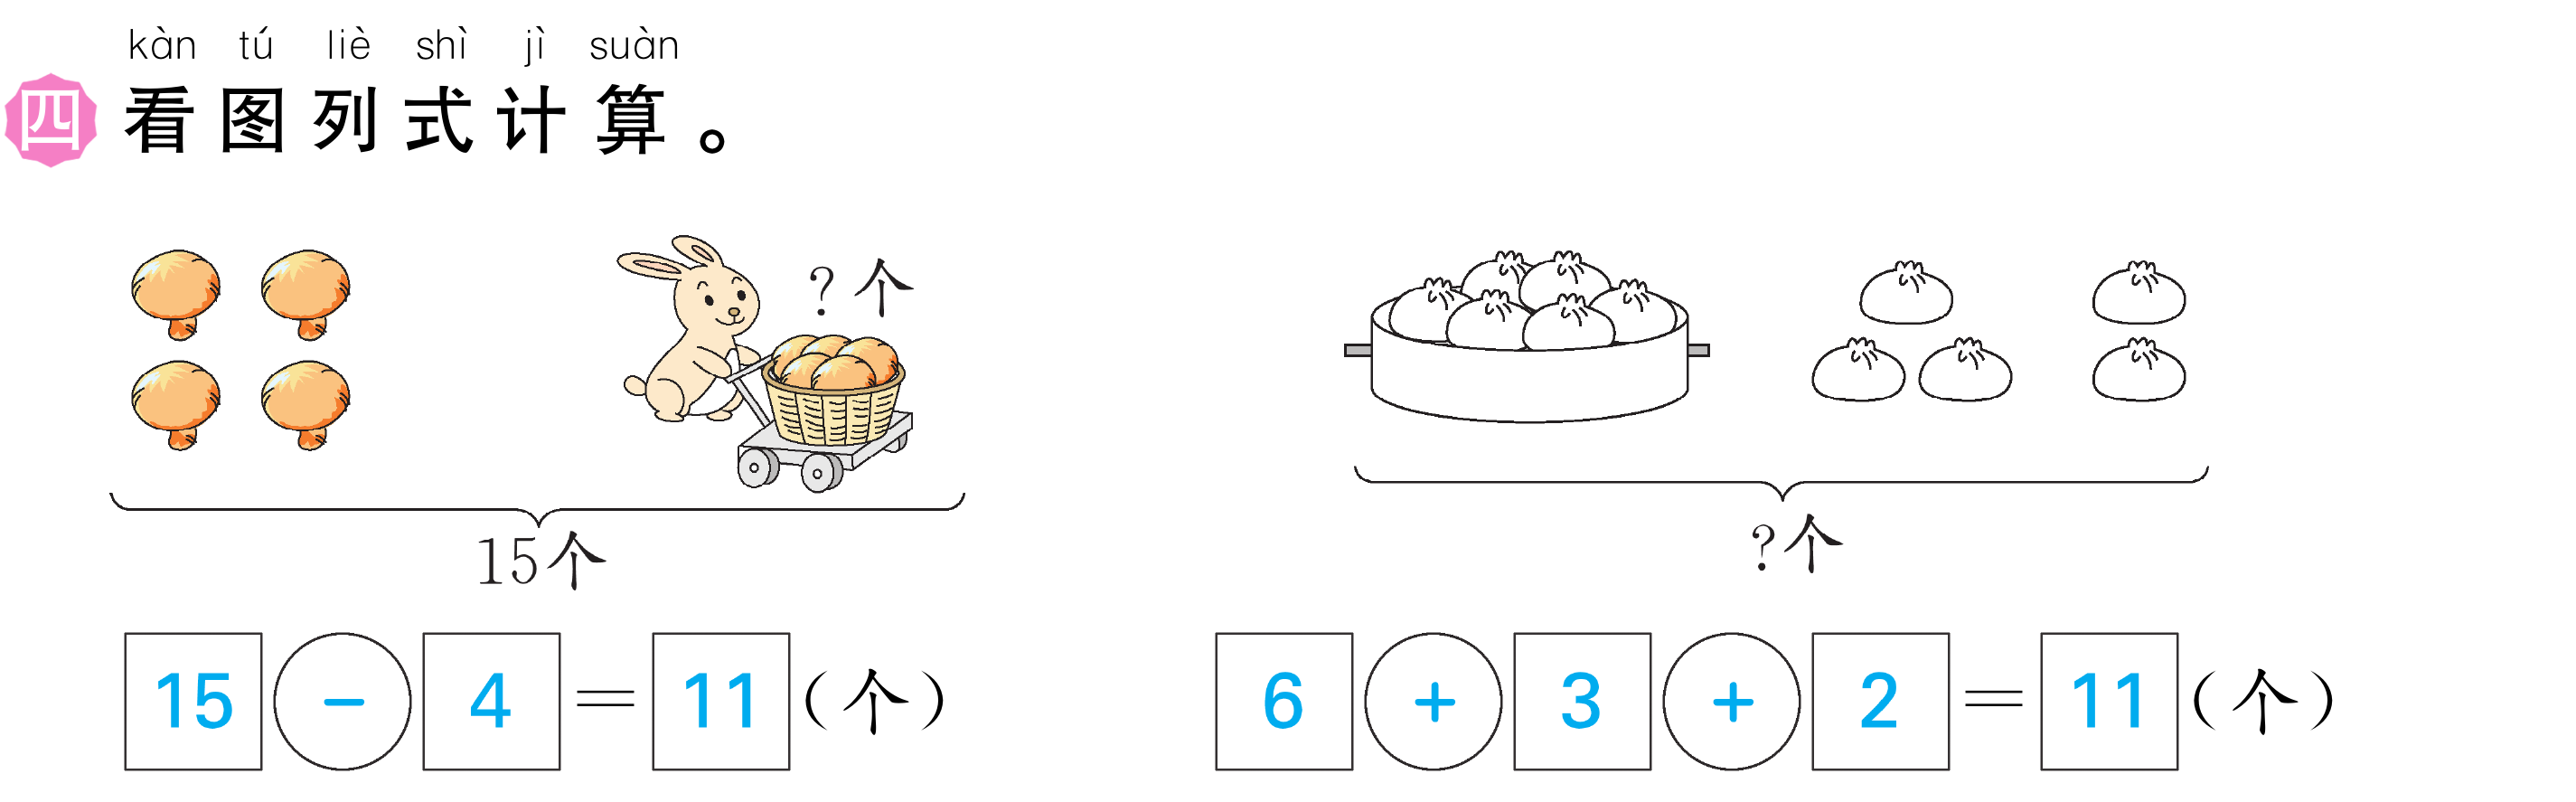 kàn tú liè shì jì suàn
四 看图列式计算。
?个
15个
?个
15 - 4 = 11 (个)
6 + 3 + 2 = 11 (个)